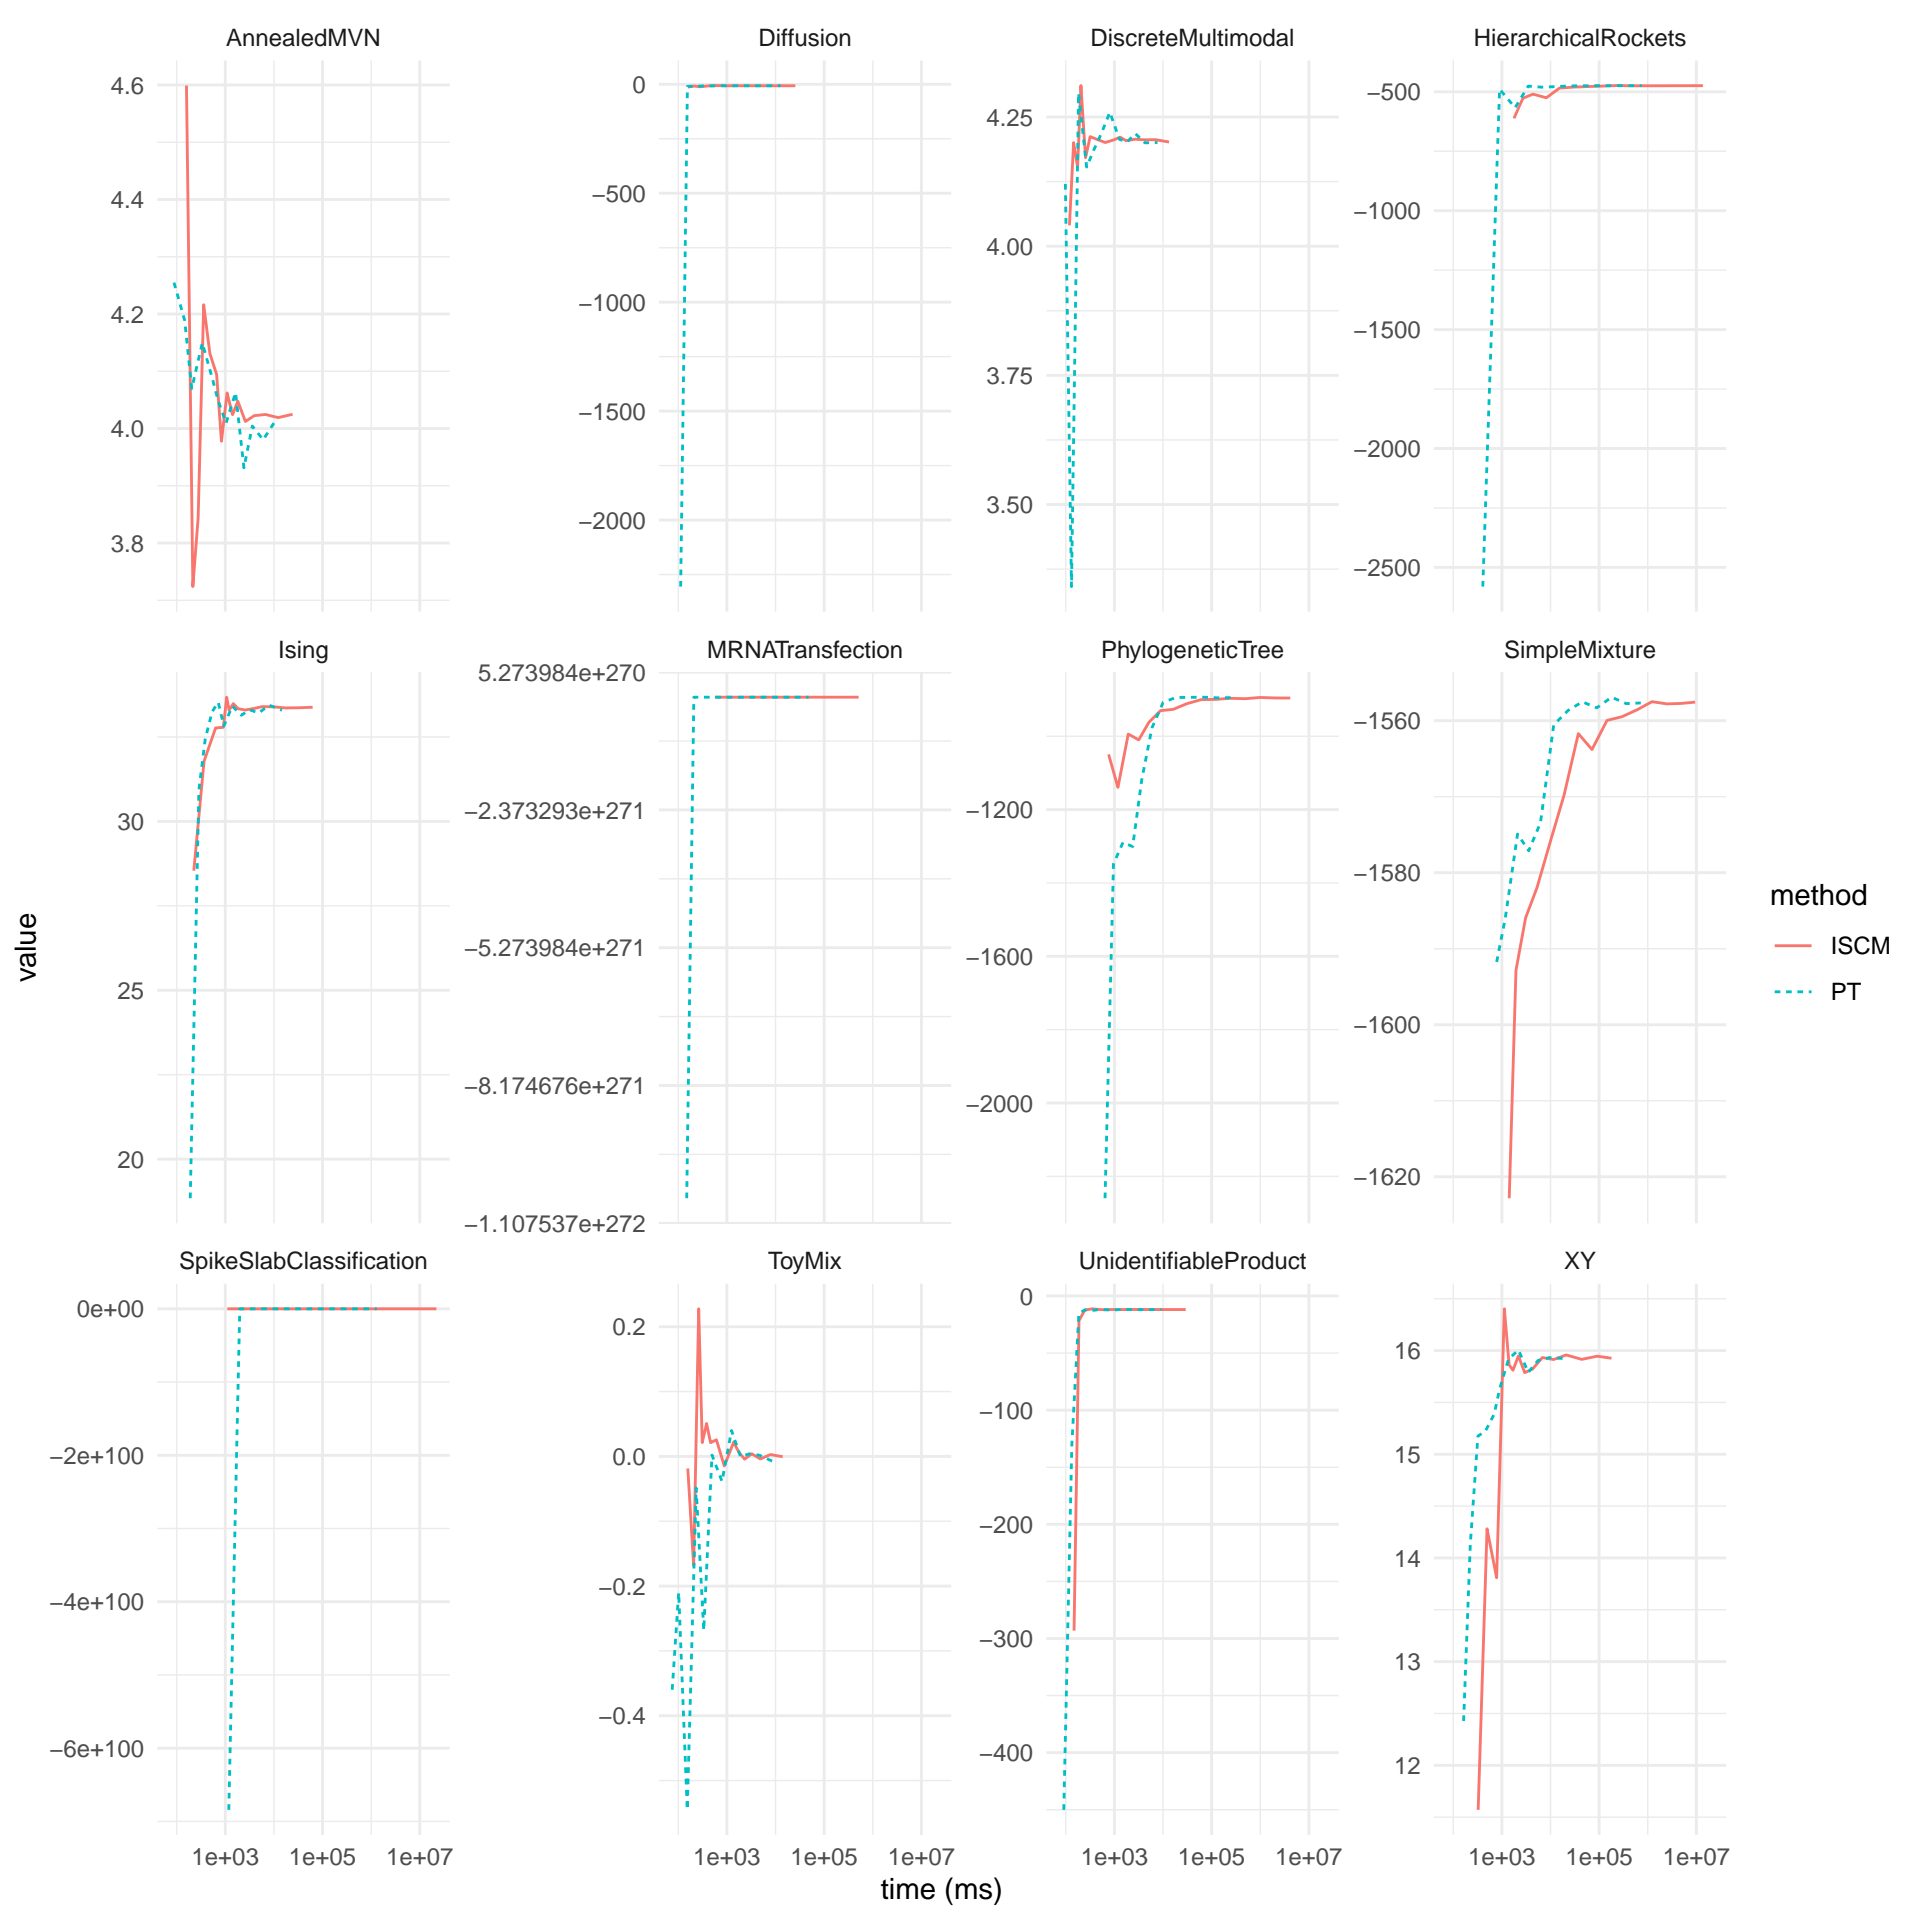 AnnealedMVN
Diffusion
DiscreteMultimodal
HierarchicalRockets
4.6
4.4
4.2
4.0
3.8
0
−500
−1000
−1500
−2000
4.25
4.00
3.75
3.50
−500
−1000
−1500
−2000
−2500
Ising
MRNATransfection
PhylogeneticTree
SimpleMixture
30
25
20
5.273984e+270
−2.373293e+271
−5.273984e+271
−8.174676e+271
−1.107537e+272
−1200
−1600
−2000
−1560
−1580
−1600
−1620
SpikeSlabClassification
ToyMix
UnidentifiableProduct
XY
0e+00
−2e+100
−4e+100
−6e+100
0.2
0.0
−0.2
−0.4
0
−100
−200
−300
−400
16
15
14
13
12
1e+03 1e+05 1e+07
1e+03 1e+05 1e+07
1e+03 1e+05 1e+07
1e+03 1e+05 1e+07
time (ms)
value
method
ISCM
PT